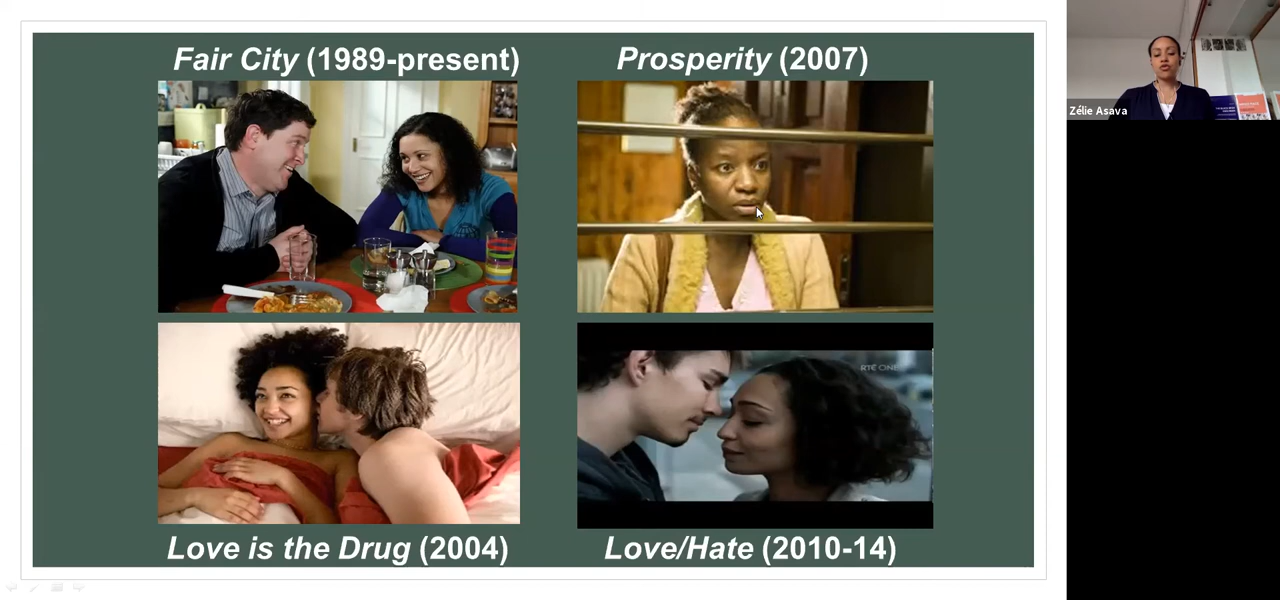 Fair City (1989-present)
Prosperity (2007)
Zélie Asava
RTÉ ONE
Love is the Drug (2004)
Love/Hate (2010-14)